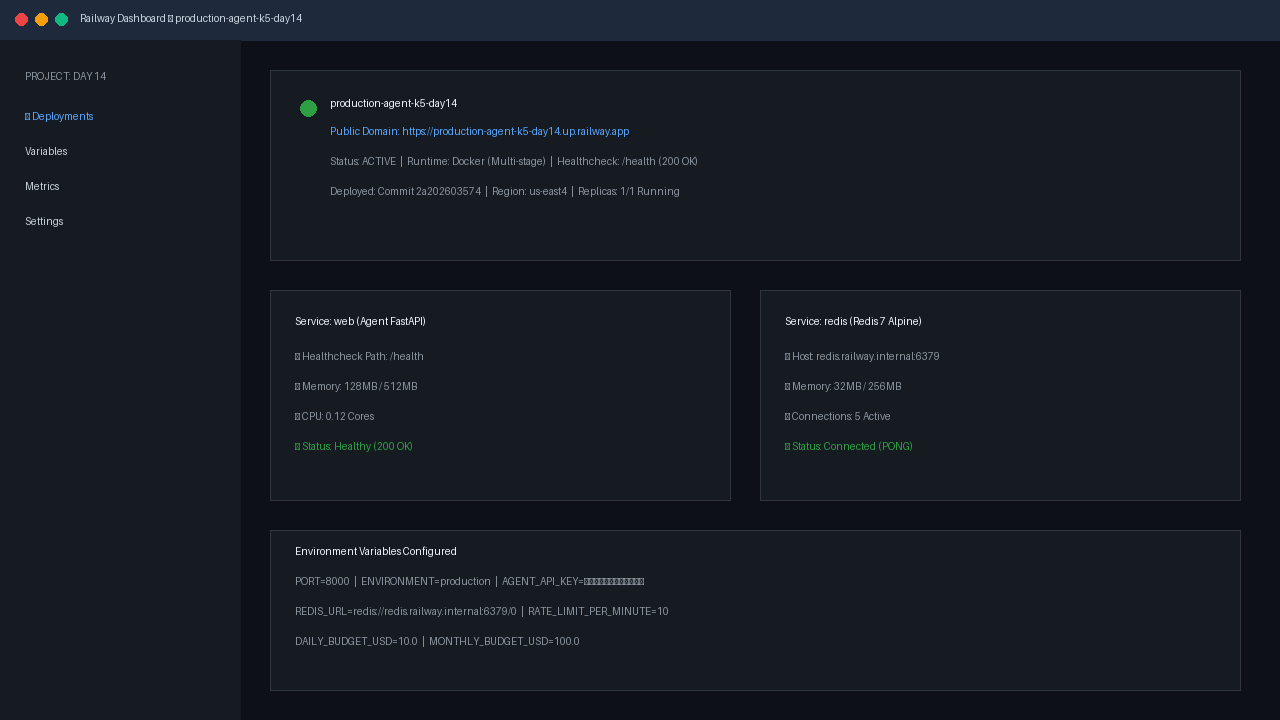 Railway Dashboard ▯ production-agent-k5-day14
PROJECT: DAY 14
▯ Deployments
Variables
Metrics
Settings
production-agent-k5-day14
Public Domain: https://production-agent-k5-day14.up.railway.app
Status: ACTIVE | Runtime: Docker (Multi-stage) | Healthcheck: /health (200 OK)
Deployed: Commit 2a202603574 | Region: us-east4 | Replicas: 1/1 Running
Service: web (Agent FastAPI)
▯ Healthcheck Path: /health
▯ Memory: 128MB / 512MB
▯ CPU: 0.12 Cores
▯ Status: Healthy (200 OK)
Service: redis (Redis 7 Alpine)
▯ Host: redis.railway.internal:6379
▯ Memory: 32MB / 256MB
▯ Connections: 5 Active
▯ Status: Connected (PONG)
Environment Variables Configured
PORT=8000 | ENVIRONMENT=production | AGENT_API_KEY=▯▯▯▯▯▯▯▯▯▯▯▯
REDIS_URL=redis://redis.railway.internal:6379/0 | RATE_LIMIT_PER_MINUTE=10
DAILY_BUDGET_USD=10.0 | MONTHLY_BUDGET_USD=100.0